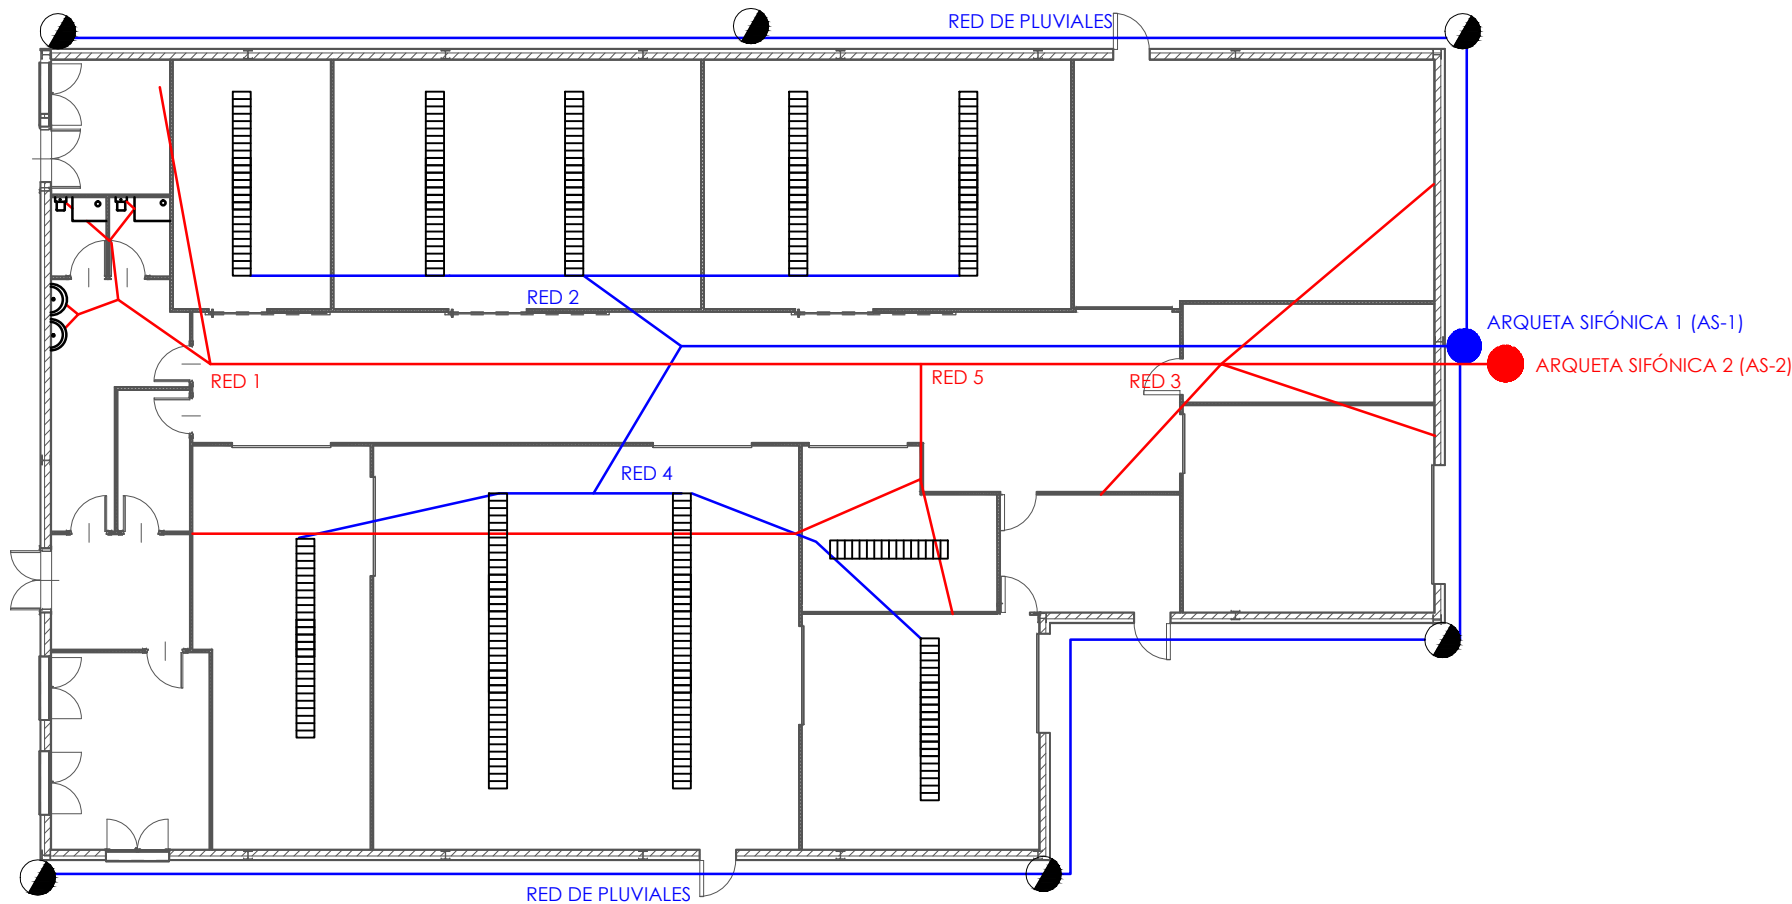 RED DE PLUVIALES
RED 2
ARQUETA SIFÓNICA 1 (AS-1)
ARQUETA SIFÓNICA 2 (AS-2)
RED 1
RED 5
RED 3
RED 4
RED DE PLUVIALES